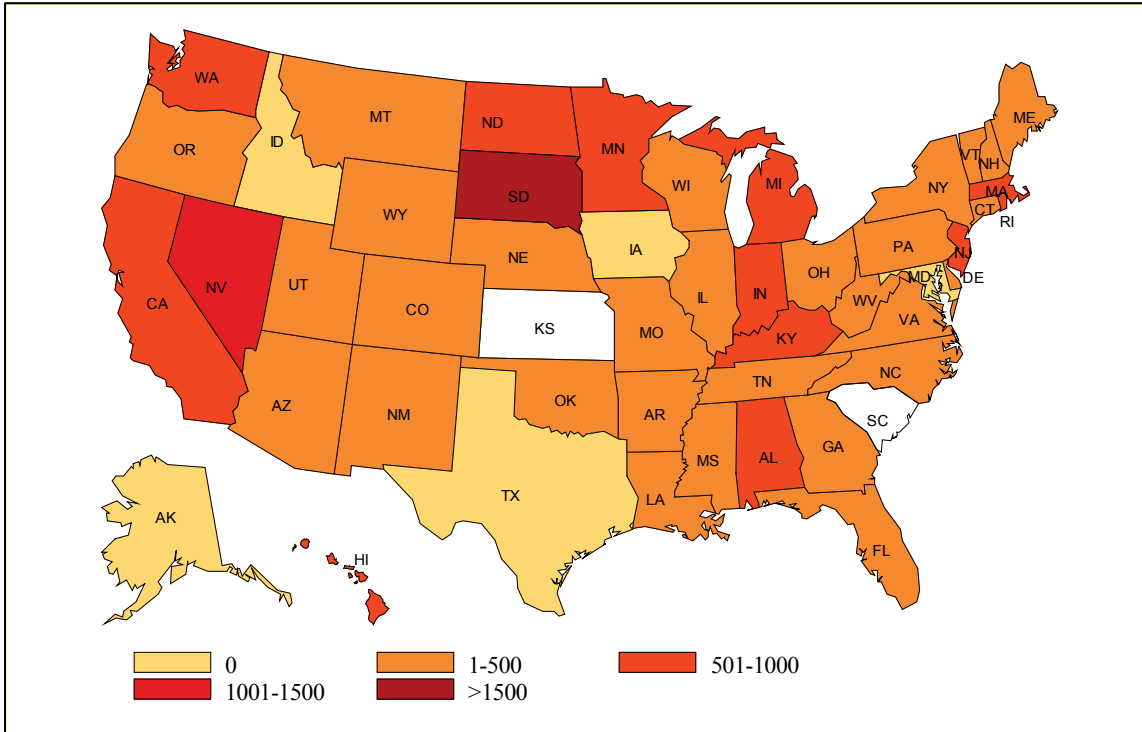 WA
MT
ND
MN
ME
OR
ID
SD
WI
MI
VT
NH
NY
MA
CT
RI
WY
IA
NE
PA
NJ
NV
UT
CO
IL
IN
OH
MD
DE
CA
KS
MO
WV
VA
KY
AZ
NM
OK
AR
TN
NC
SC
TX
LA
MS
AL
GA
AK
HI
FL
0
1-500
501-1000
1001-1500
>1500